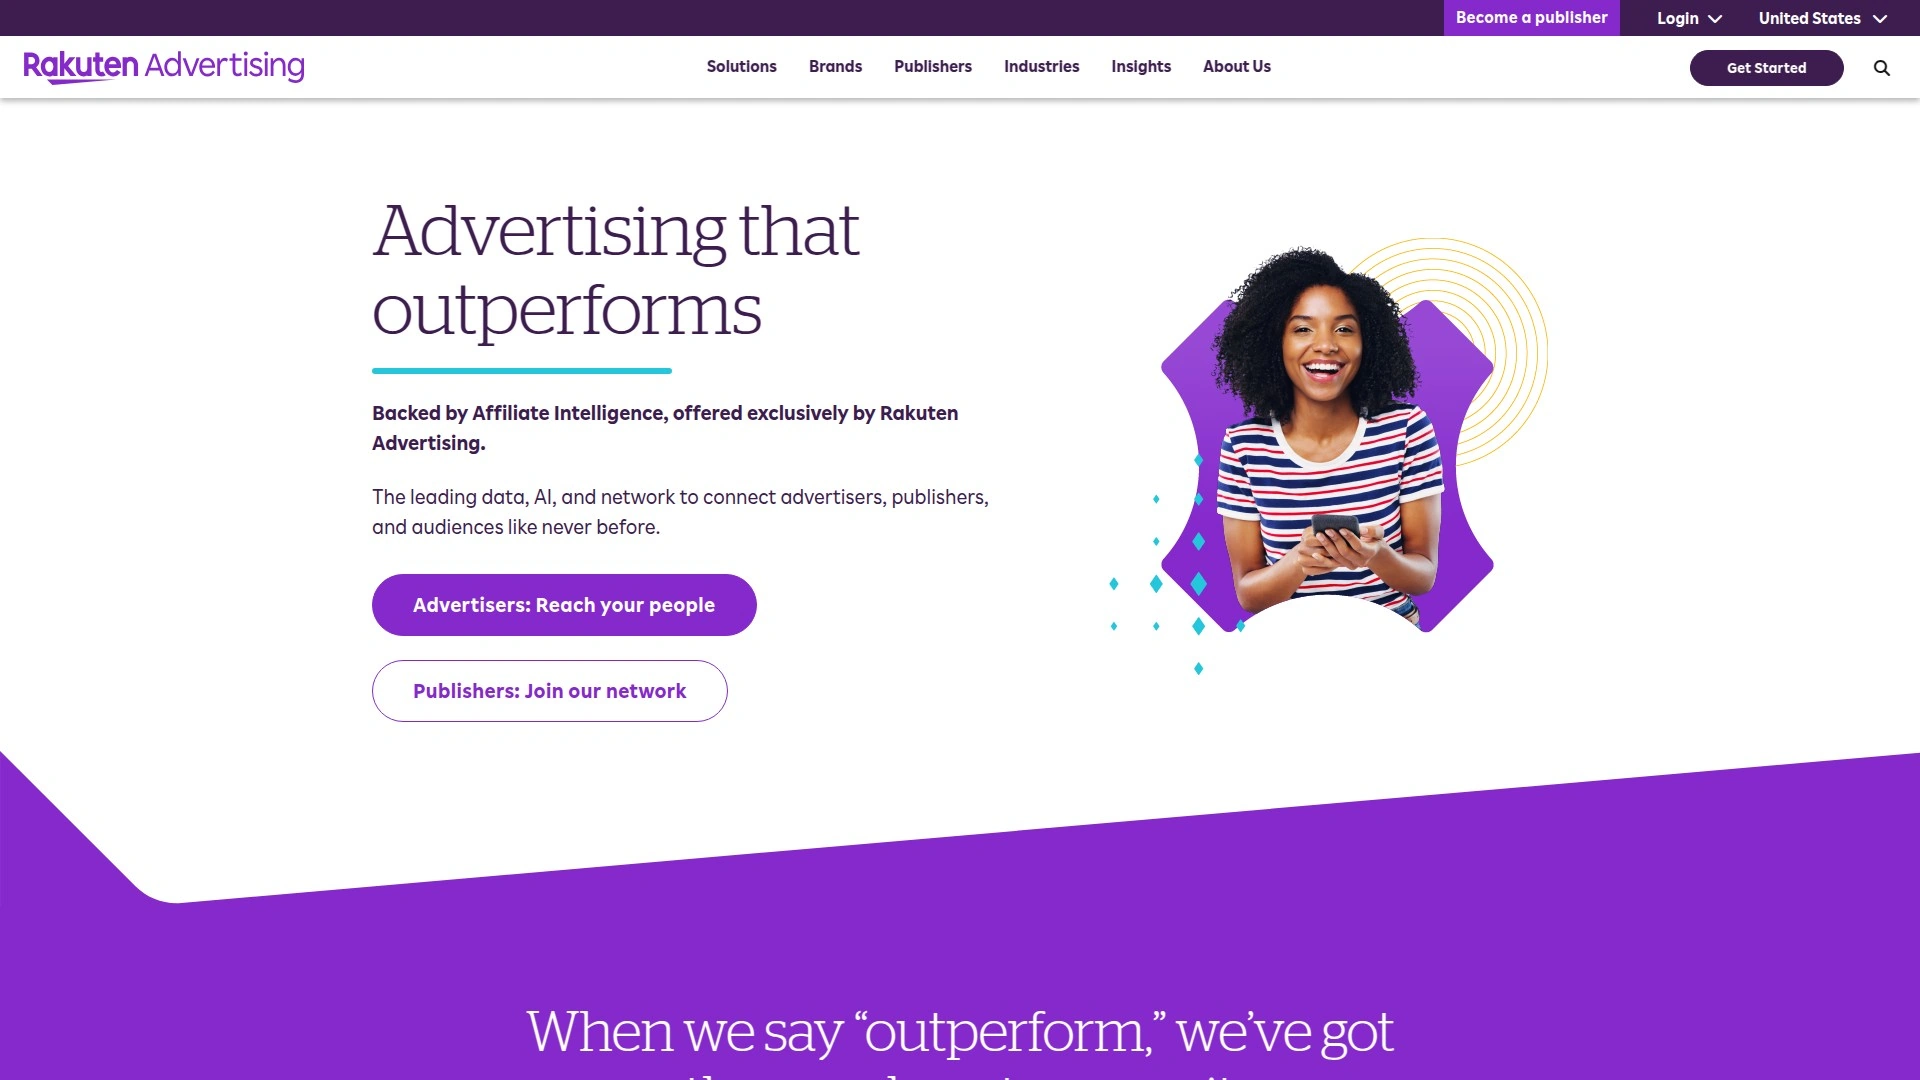 Become a publisher
Login
United States
Rakuten Advertising
Solutions
Brands
Publishers
Industries
Insights
About Us
Get Started
Advertising that
outperforms
Backed by Affiliate Intelligence, offered exclusively by Rakuten
Advertising.
The leading data, AI, and network to connect advertisers, publishers,
and audiences like never before.
Advertisers: Reach your people
Publishers: Join our network
When we say “outperform,” we’ve got